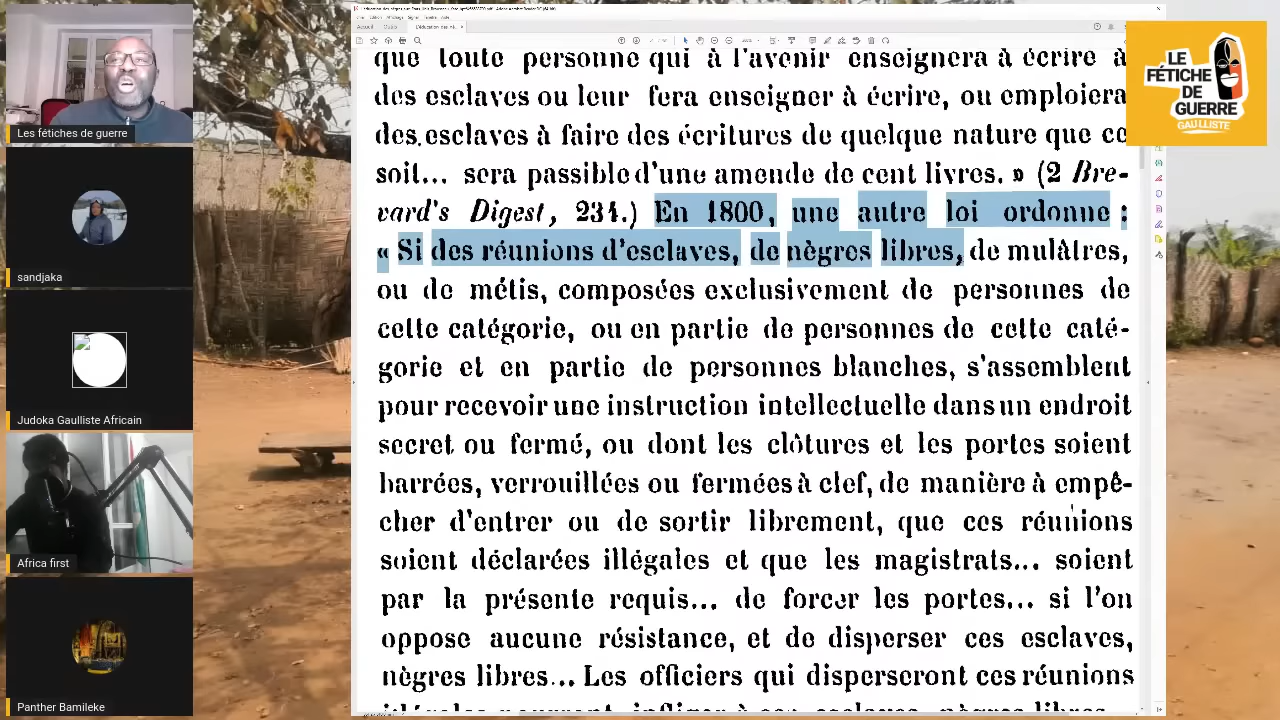 Les fétiches de guerre
sandjaka
Judoka Gaulliste Africain
Africa first
Panther Bamileke
LE
FÉTICHE
DE
GUERRE
GAULLISTE
Accueil Outils
que toute personne qui à l'avenir enseignera à écrire à
des esclaves ou leur fera enseigner à écrire, ou emploiera
des esclaves à faire des écritures de quelque nature que ce
soit... sera passible d'une amende de cent livres. » (2 Bre-
vard's Digest, 234.) En 1800, une autre loi ordonne :
« Si des réunions d'esclaves, de nègres libres, de mulâtres,
ou de métis, composées exclusivement de personnes de
cette catégorie, ou en partie de personnes de cette caté-
gorie et en partie de personnes blanches, s'assemblent
pour recevoir une instruction intellectuelle dans un endroit
secret ou fermé, ou dont les clôtures et les portes soient
barrées, verrouillées ou fermées à clef, de manière à empê-
cher d'entrer ou de sortir librement, que ces réunions
soient déclarées illégales et que les magistrats... soient
par la présente requis... de forcer les portes... si l'on
oppose aucune résistance, et de disperser ces esclaves,
nègres libres... Les officiers qui disperseront ces réunions